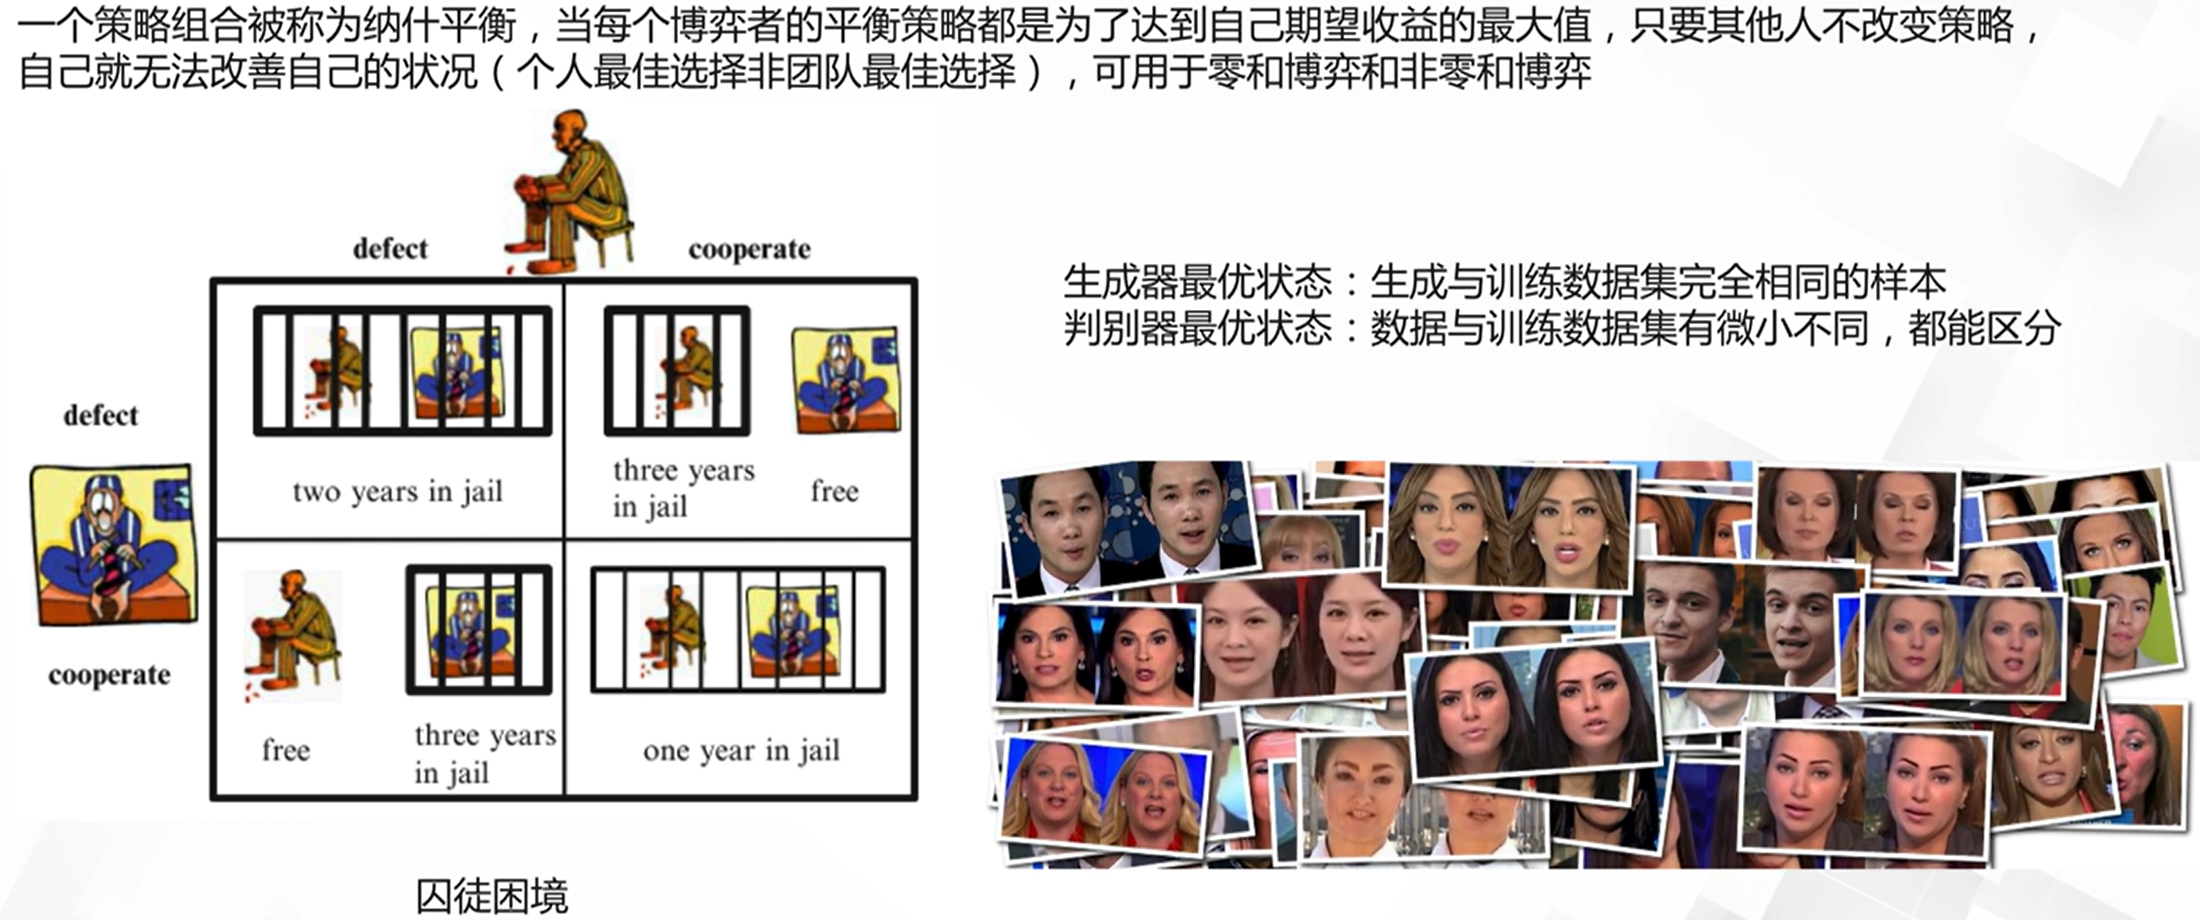 一个策略组合被称为纳什平衡，当每个博弈者的平衡策略都是为了达到自己期望收益的最大值，只要其他人不改变策略，
自己就无法改善自己的状况（个人最佳选择非团队最佳选择），可用于零和博弈和非零和博弈
defect
cooperate
生成器最优状态：生成与训练数据集完全相同的样本
判别器最优状态：数据与训练数据集有微小不同，都能区分
defect
two years in jail
three years
in jail
free
cooperate
free
three years
in jail
one year in jail
囚徒困境